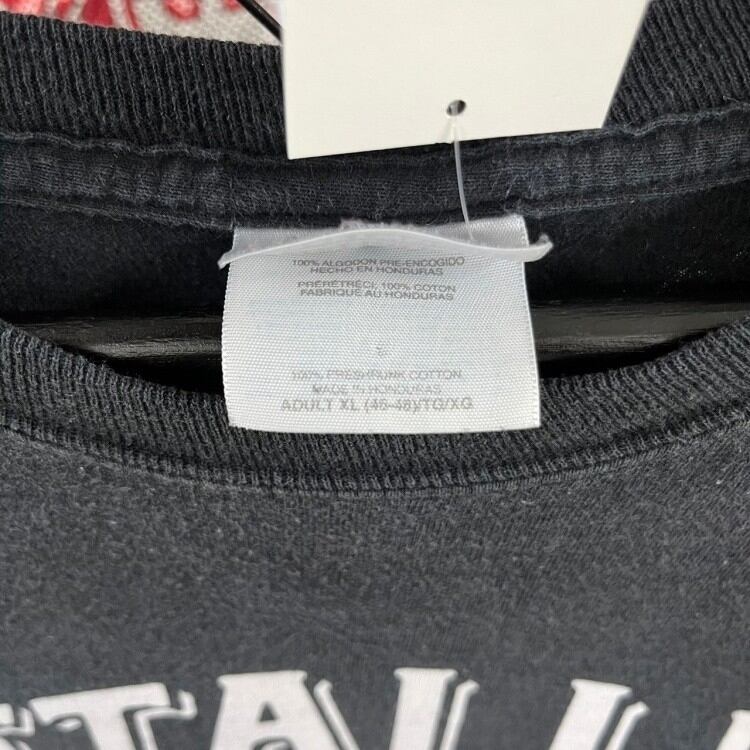 100% ALGODON PRE-ENCOGIDO
HECHO EN HONDURAS
PRÉRÉTRÉCI, 100% COTON
FABRIQUÉ AU HONDURAS
100% PRESHRUNK COTTON
MADE IN HONDURAS
ADULT XL (46-48)/TG/XG
TALLI